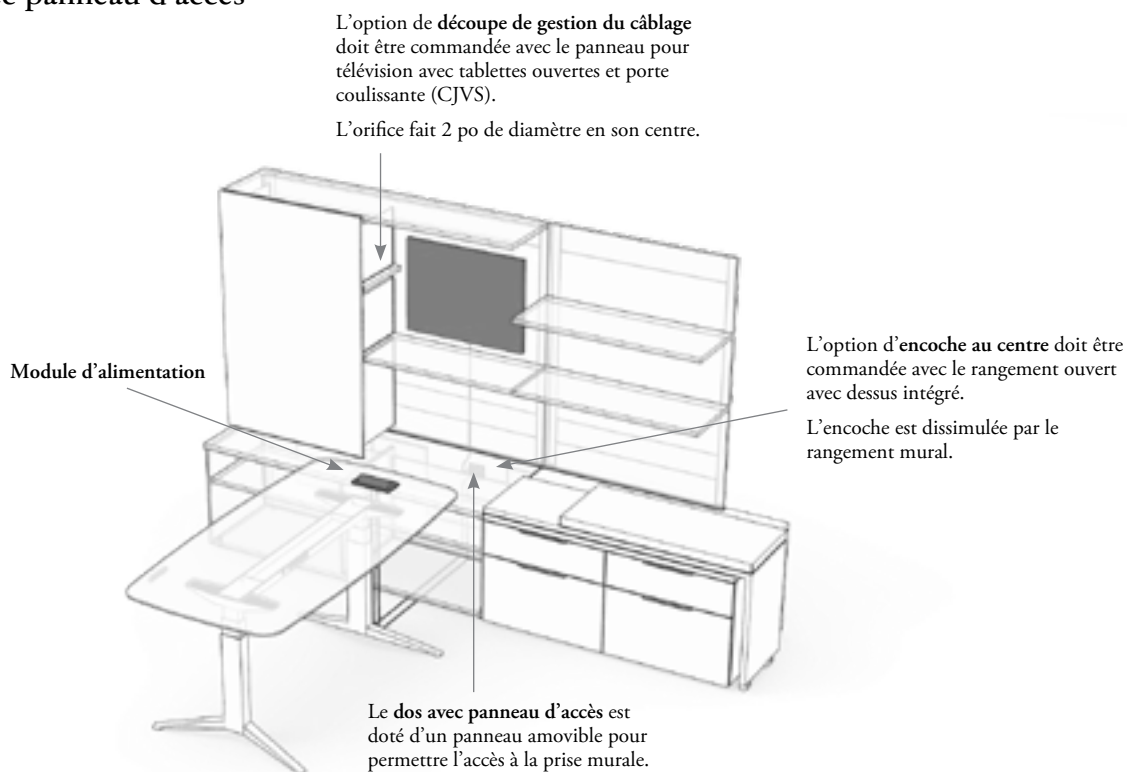 panneau d'accès
L'option de découpe de gestion du câblage
doit être commandée avec le panneau pour
télévision avec tablettes ouvertes et porte
coulissante (CJVS).
L'orifice fait 2 po de diamètre en son centre.
Module d'alimentation
L'option d'encoche au centre doit être
commandée avec le rangement ouvert
avec dessus intégré.
L'encoche est dissimulée par le
rangement mural.
Le dos avec panneau d'accès est
doté d'un panneau amovible pour
permettre l'accès à la prise murale.